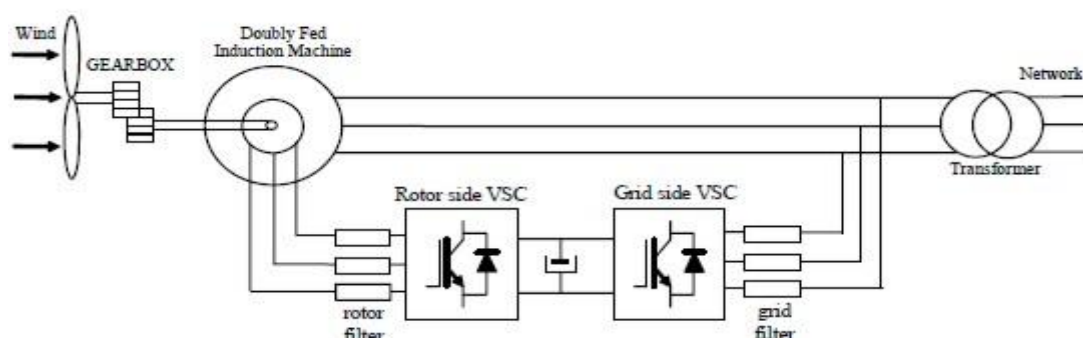 Wind
Doubly Fed
Induction Machine
GEARBOX
Network
Transformer
Rotor side VSC
Grid side VSC
rotor
filter
grid
filter